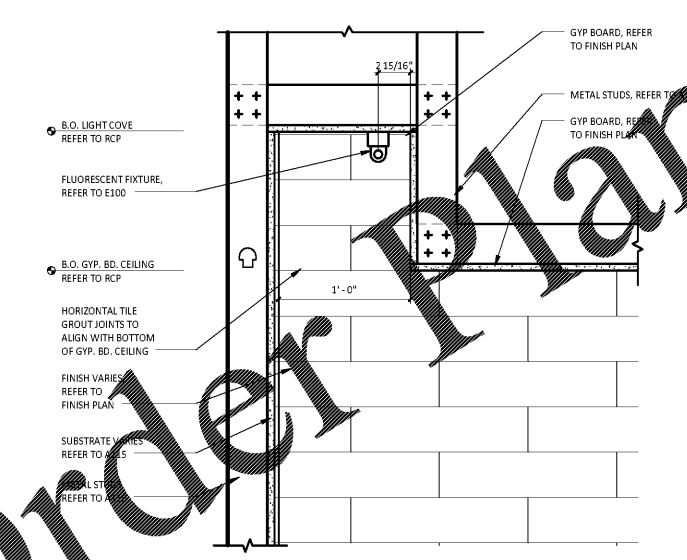 GYP BOARD, REFER
TO FINISH PLAN
2 15/16"
METAL STUDS, REFER TO
B.O. LIGHT COVE
REFER TO RCP
GYP BOARD, REFER
TO FINISH PLAN
FLUORESCENT FIXTURE,
REFER TO E100
B.O. GYP. BD. CEILING
REFER TO RCP
1' - 0"
HORIZONTAL TILE
GROUT JOINTS TO
ALIGN WITH BOTTOM
OF GYP. BD. CEILING
FINISH VARIES,
REFER TO
FINISH PLAN
SUBSTRATE VARIES
REFER TO A115
METAL STUDS
REFER TO
order Plan